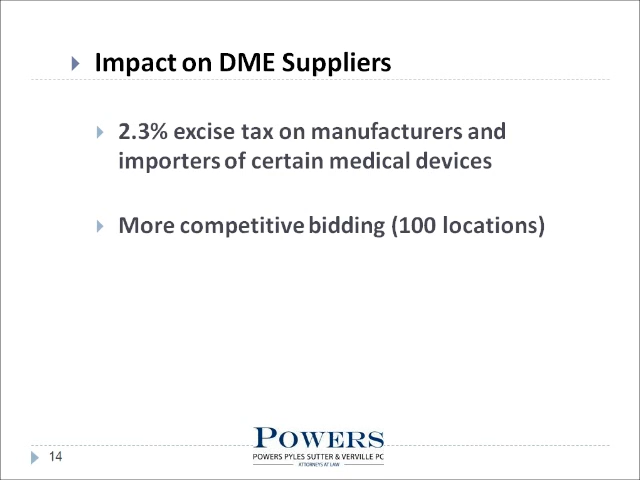 Impact on DME Suppliers
2.3% excise tax on manufacturers and
importers of certain medical devices
More competitive bidding (100 locations)
14
POWERS
POWERS PYLES SUTTER & VERVILLE PC
ATTORNEYS AT LAW